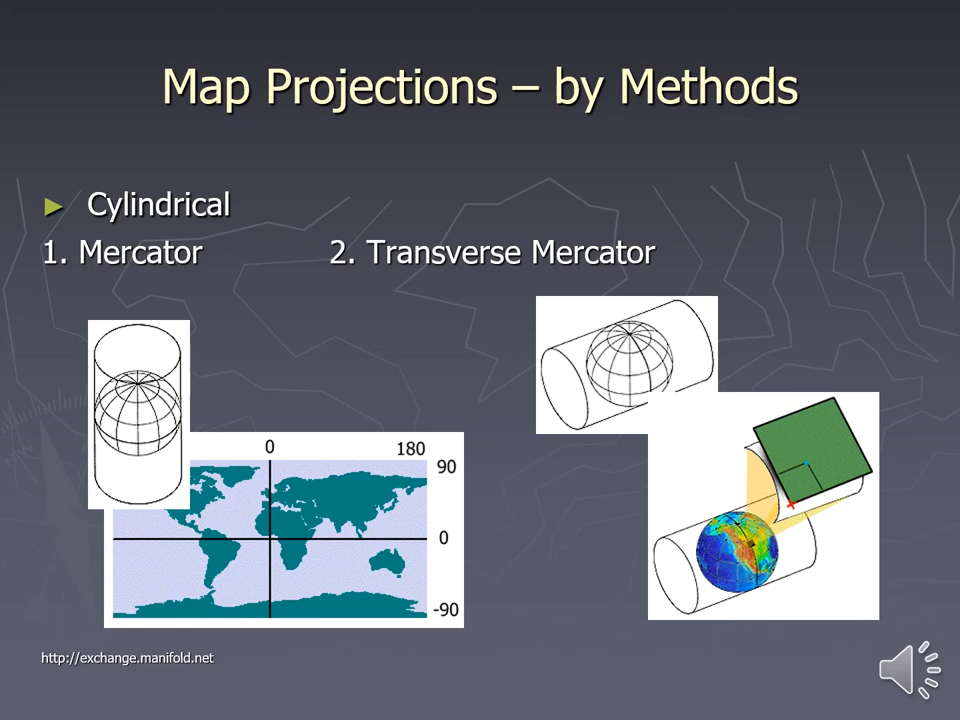 Map Projections – by Methods
► Cylindrical
1. Mercator 2. Transverse Mercator
0 180
90
0
-90
http://exchange.manifold.net